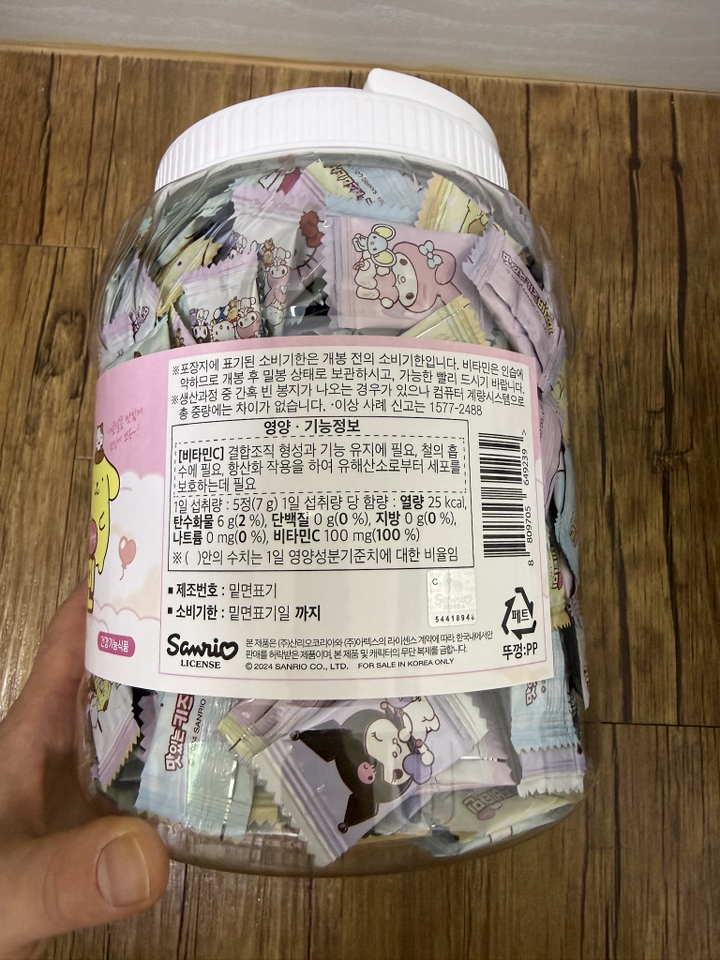 ※포장지에 표기된 소비기한은 개봉 전의 소비기한입니다. 비타민은 인습에
약하므로 개봉 후 밀봉 상태로 보관하시고, 가능한 빨리 드시기 바랍니다.
※생산과정 중 간혹 빈 봉지가 나오는 경우가 있으나 컴퓨터 계량시스템으로
총 중량에는 차이가 없습니다. ·이상 사례 신고는 1577-2488
영양 · 기능정보
[비타민C] 결합조직 형성과 기능 유지에 필요, 철의 흡
수에 필요, 항산화 작용을 하여 유해산소로부터 세포를
보호하는데 필요
1일 섭취량 : 5정(7 g) 1일 섭취량 당 함량 : 열량 25 kcal,
탄수화물 6 g(2 %), 단백질 0 g(0 %), 지방 0 g(0 %),
나트륨 0 mg(0 %), 비타민C 100 mg(100 %)
※ ( )안의 수치는 1일 영양성분기준치에 대한 비율임
■ 제조번호 : 밑면표기
■ 소비기한 : 밑면표기일 까지
건강기능식품
Sanrio
LICENSE
본 제품은 (주)산리오코리아와 (주)아텍스의 라이센스 계약에 따라, 한국내에서만
판매를 허락받은 제품이며, 본 제품 및 캐릭터의 무단 복제를 금합니다.
© 2024 SANRIO CO., LTD. FOR SALE IN KOREA ONLY
8 809705 649239 >
페트
뚜껑:PP
맛있는키즈
SANRIO